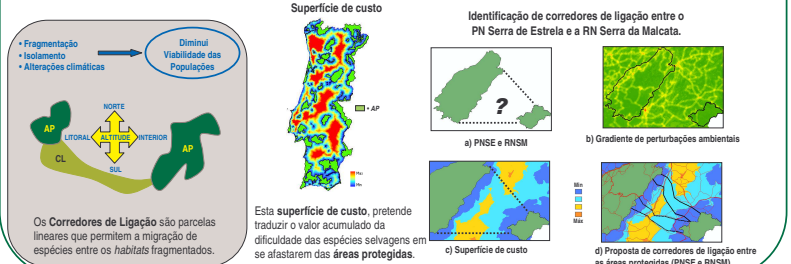 • Fragmentação
• Isolamento
• Alterações climáticas
Diminui
Viabilidade das
Populações
NORTE
LITORAL
ALTITUDE
INTERIOR
SUL
AP
CL
AP
Os Corredores de Ligação são parcelas
lineares que permitem a migração de
espécies entre os habitats fragmentados.
Superfície de custo
- AP
Max
Min
Esta superfície de custo, pretende
traduzir o valor acumulado da
dificuldade das espécies selvagens em
se afastarem das áreas protegidas.
Identificação de corredores de ligação entre o
PN Serra de Estrela e a RN Serra da Malcata.
?
a) PNSE e RNSM
b) Gradiente de perturbações ambientais
c) Superfície de custo
Min
Máx
d) Proposta de corredores de ligação entre
as áreas protegidas (PNSE e RNSM)